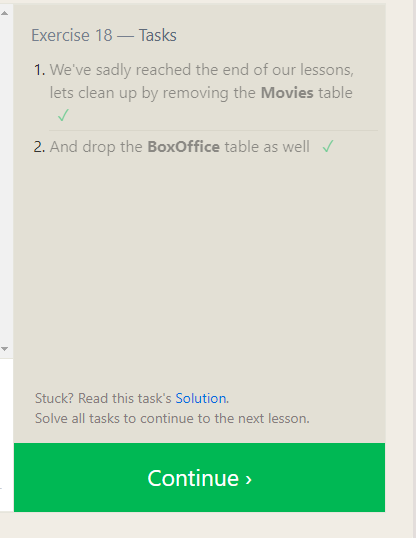 Exercise 18 — Tasks
1. We've sadly reached the end of our lessons,
lets clean up by removing the Movies table
✓
2. And drop the BoxOffice table as well ✓
Stuck? Read this task's Solution.
Solve all tasks to continue to the next lesson.
Continue ›